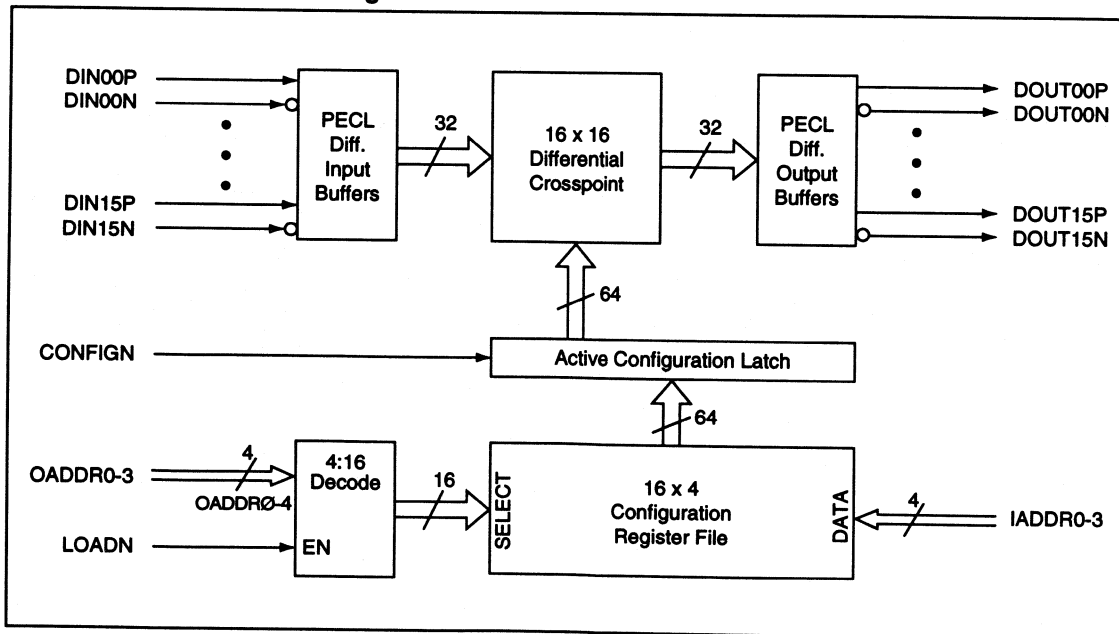 DIN00P
DIN00N
DIN15P
DIN15N
PECL
Diff.
Input
Buffers
32
16 x 16
Differential
Crosspoint
32
PECL
Diff.
Output
Buffers
DOUT00P
DOUT00N
DOUT15P
DOUT15N
64
CONFIGN
Active Configuration Latch
64
OADDR0-3
4
OADDRØ-4
LOADN
4:16
Decode
EN
16
SELECT
16 x 4
Configuration
Register File
DATA
4
IADDR0-3